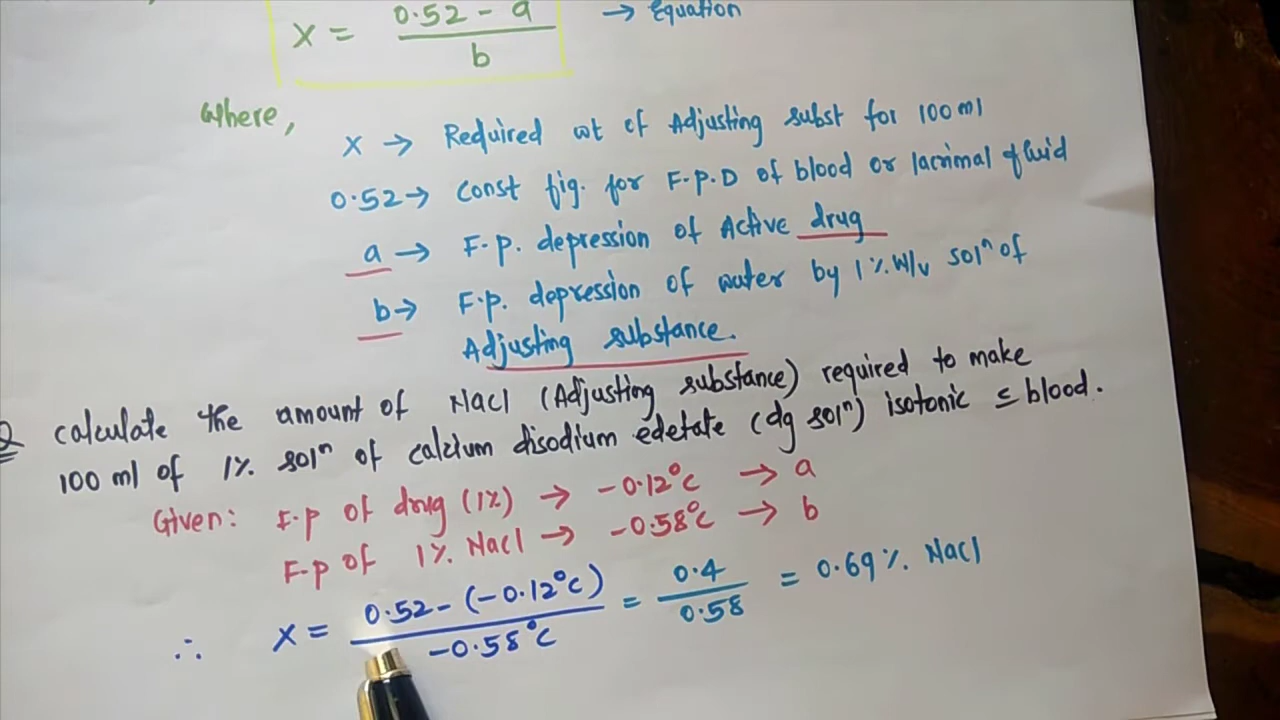 x = 0.52 - a / b → Equation
Where,
x → Required wt of Adjusting subst for 100 ml
0.52 → Const fig. for F.P.D of blood or lacrimal fluid
a → F.p. depression of Active drug
b → F.p. depression of water by 1% W/v solⁿ of
Adjusting substance.
Q calculate the amount of Nacl (Adjusting substance) required to make
100 ml of 1% solⁿ of calcium disodium edetate (dg solⁿ) isotonic c̄ blood.
Given: F.p of drug (1%) → -0.12°C → a
F.p of 1% Nacl → -0.58°C → b
∴ x = 0.52 - (-0.12°C) / -0.58°C = 0.4 / 0.58 = 0.69% Nacl